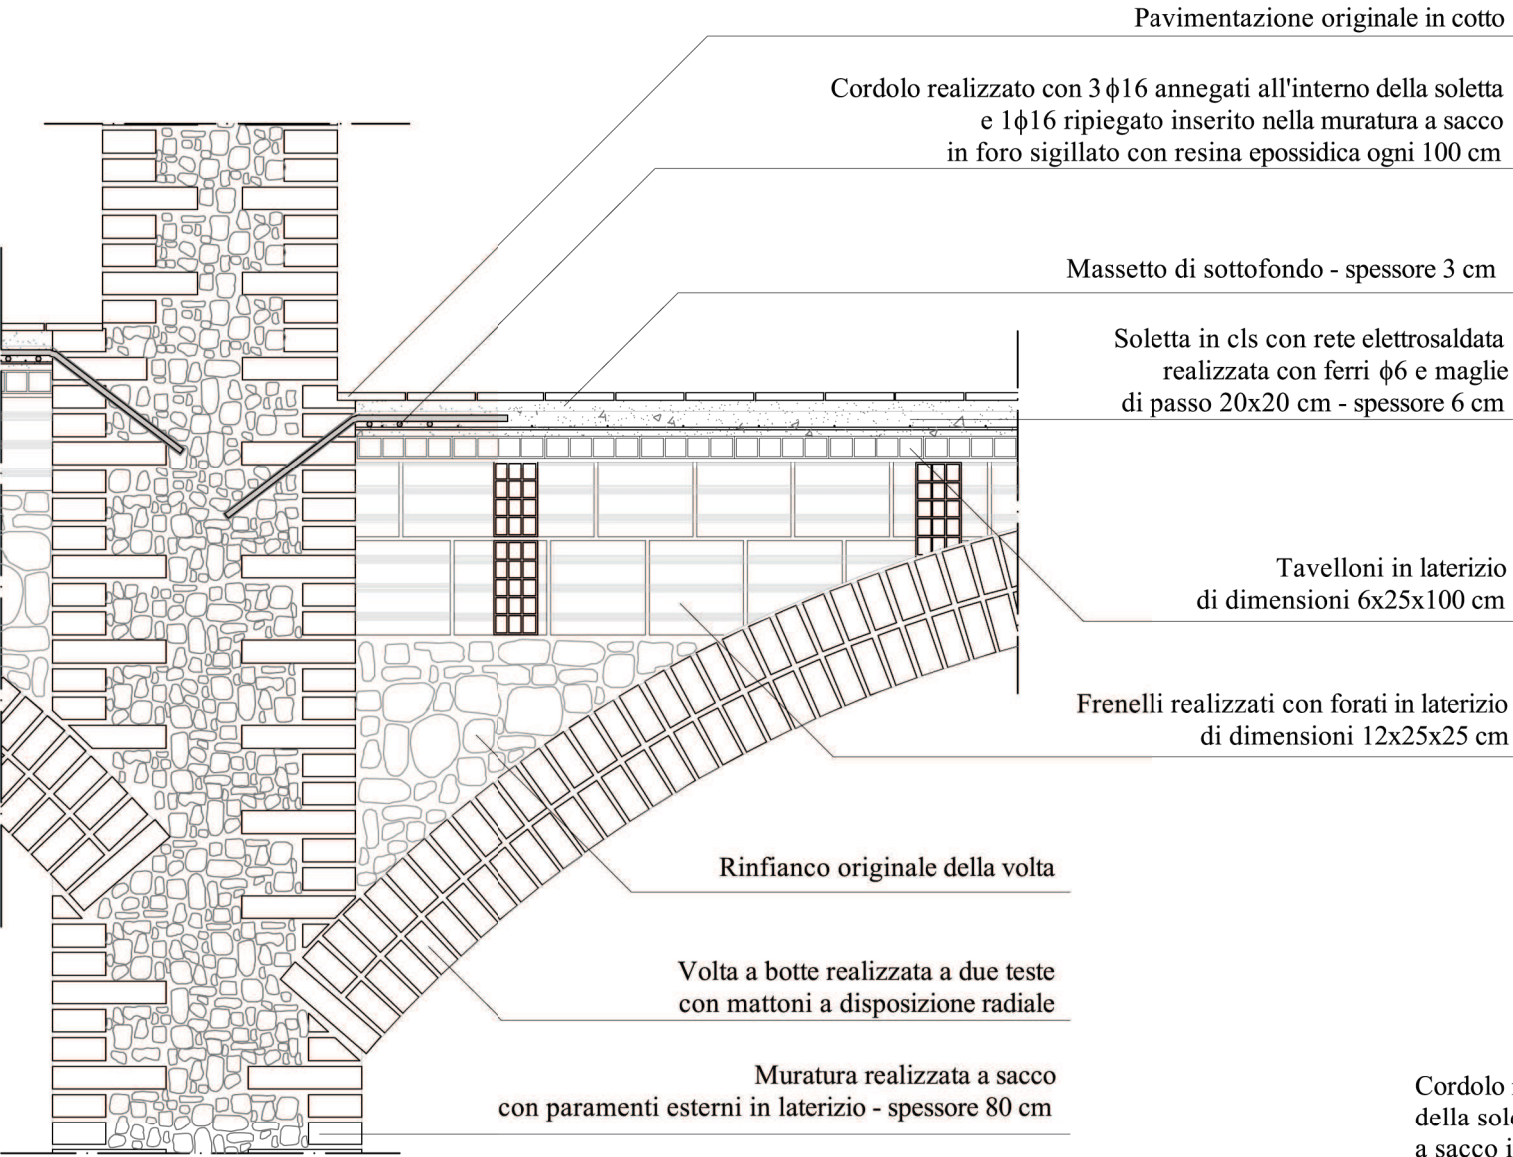 Pavimentazione originale in cotto
Cordolo realizzato con 3 ϕ16 annegati all'interno della soletta
e 1ϕ16 ripiegato inserito nella muratura a sacco
in foro sigillato con resina epossidica ogni 100 cm
Massetto di sottofondo - spessore 3 cm
Soletta in cls con rete elettrosaldata
realizzata con ferri ϕ6 e maglie
di passo 20x20 cm - spessore 6 cm
Tavelloni in laterizio
di dimensioni 6x25x100 cm
Frenelli realizzati con forati in laterizio
di dimensioni 12x25x25 cm
Rinfianco originale della volta
Volta a botte realizzata a due teste
con mattoni a disposizione radiale
Muratura realizzata a sacco
con paramenti esterni in laterizio - spessore 80 cm
Cordolo
della
a sacco